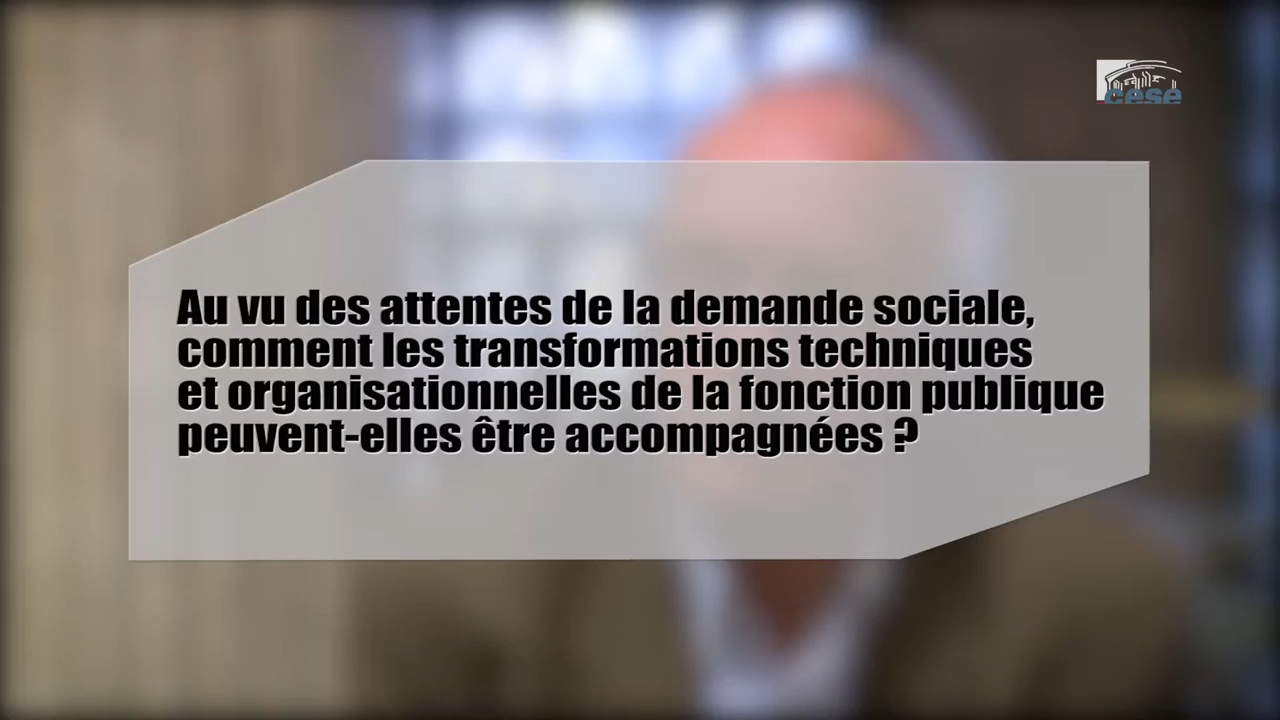 cese
Au vu des attentes de la demande sociale,
comment les transformations techniques
et organisationnelles de la fonction publique
peuvent-elles être accompagnées ?